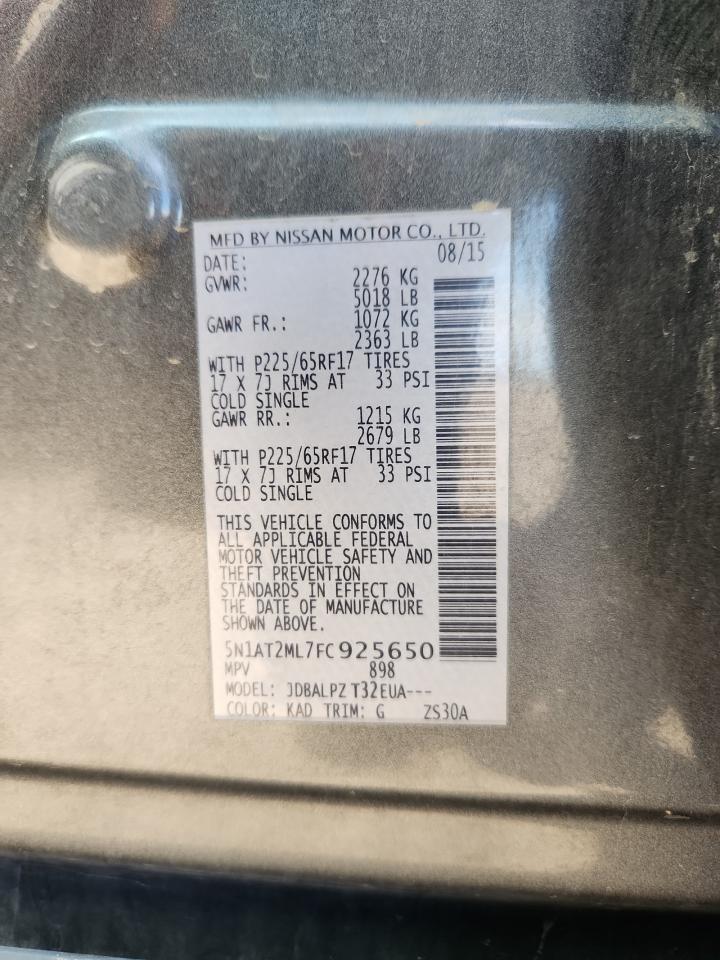 MFD BY NISSAN MOTOR CO., LTD.
DATE: 08/15
GVWR: 2276 KG
5018 LB
GAWR FR.: 1072 KG
2363 LB
WITH P225/65RF17 TIRES
17 X 7J RIMS AT 33 PSI
COLD SINGLE
GAWR RR.: 1215 KG
2679 LB
WITH P225/65RF17 TIRES
17 X 7J RIMS AT 33 PSI
COLD SINGLE
THIS VEHICLE CONFORMS TO
ALL APPLICABLE FEDERAL
MOTOR VEHICLE SAFETY AND
THEFT PREVENTION
STANDARDS IN EFFECT ON
THE DATE OF MANUFACTURE
SHOWN ABOVE.
5N1AT2ML7FC925650
MPV 898
MODEL: JDBALPZ T32EUA---
COLOR: KAD TRIM: G ZS30A